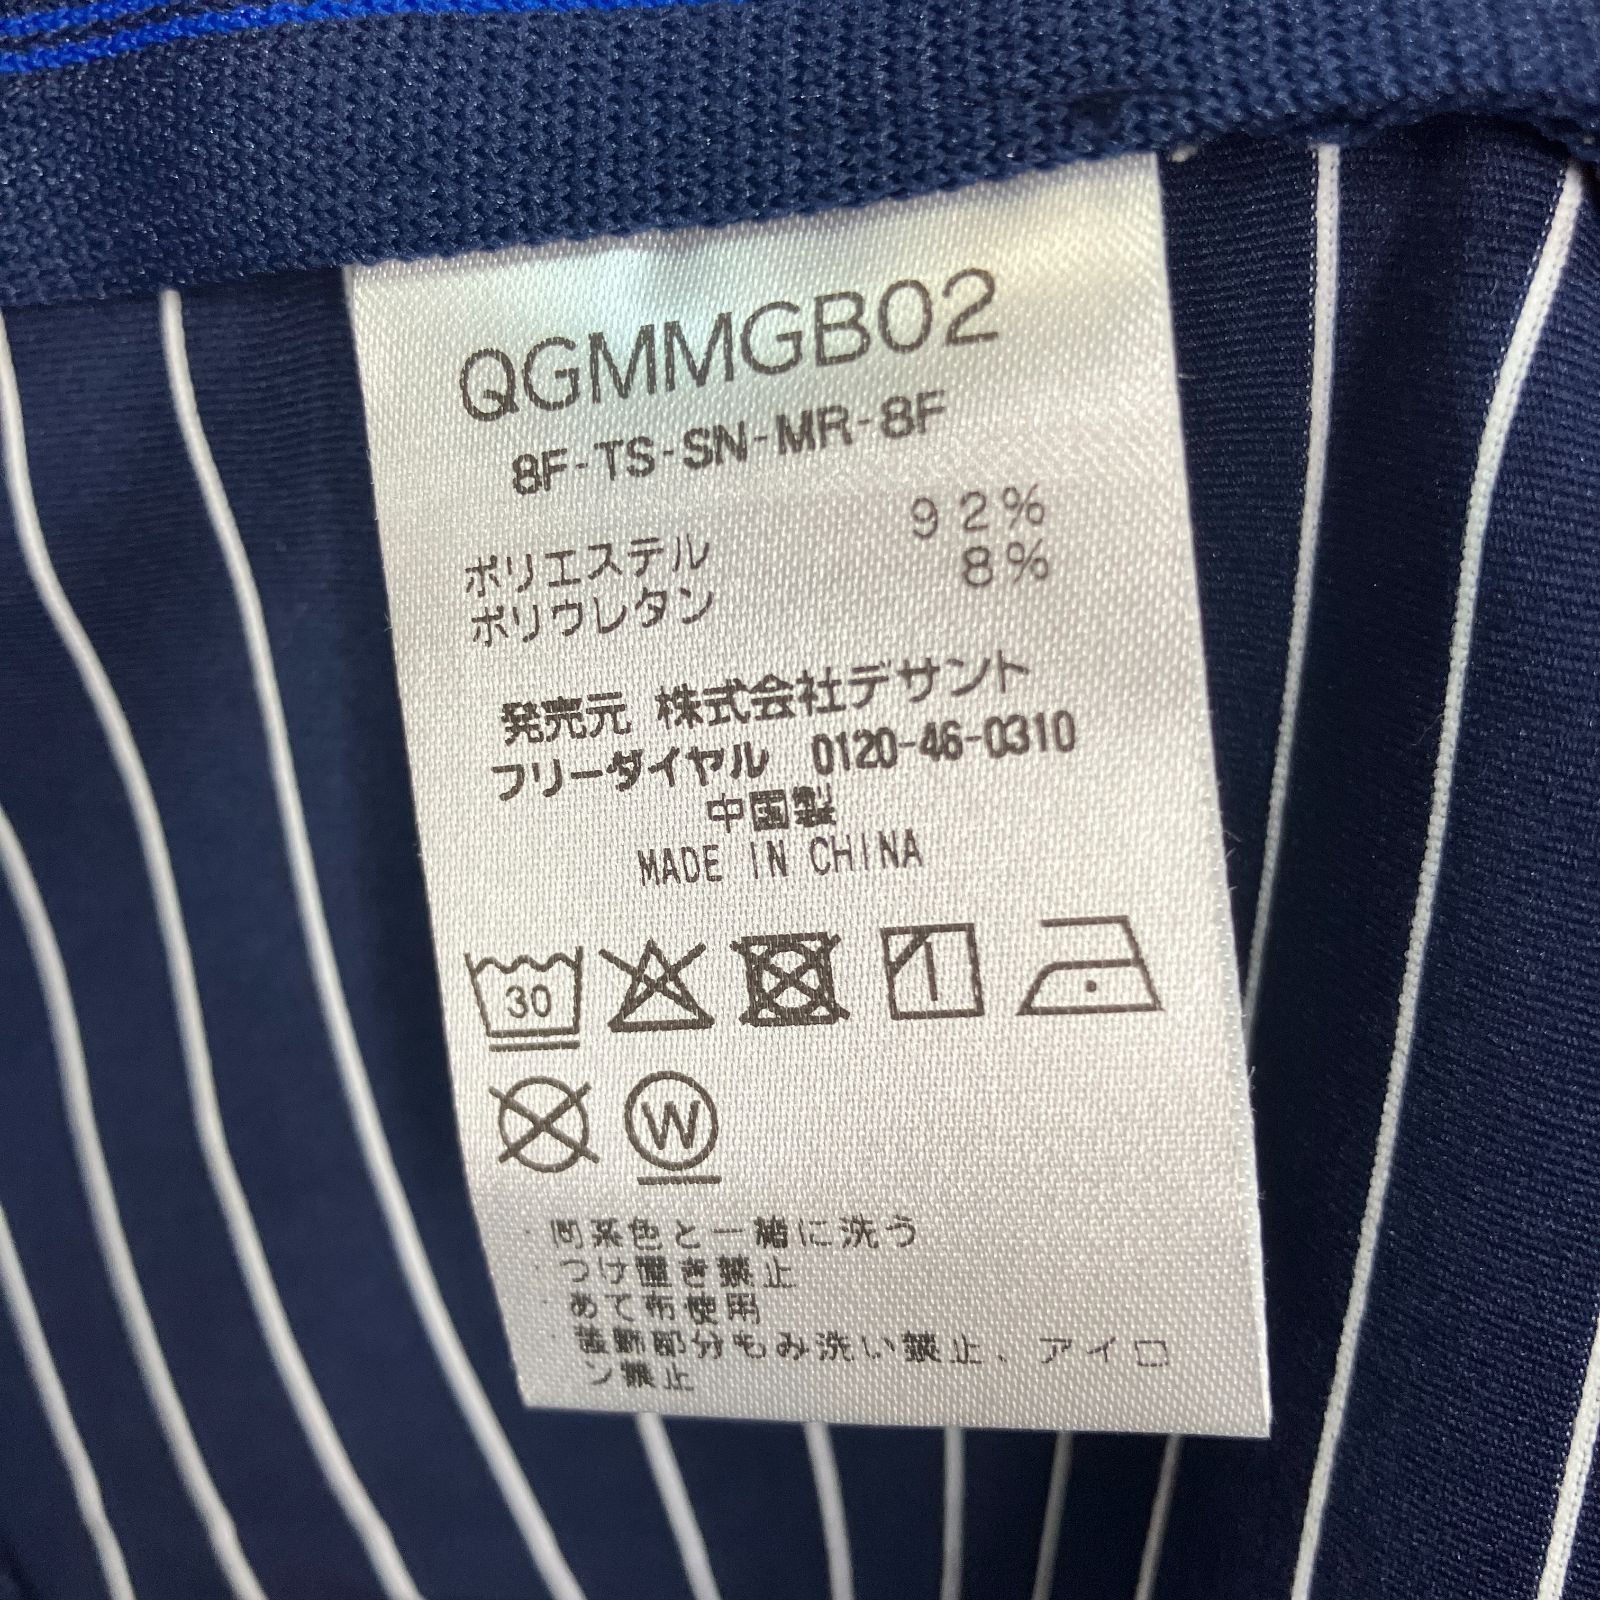 QGMMGB02
8F-TS-SN-MR-8F
ポリエステル 92%
ポリウレタン 8%
発売元 株式会社デサント
フリーダイヤル 0120-46-0310
中国製
MADE IN CHINA
30
W
・同系色と一緒に洗う
・つけ置き禁止
・あて布使用
・装飾部分もみ洗い禁止、アイロ
ン禁止